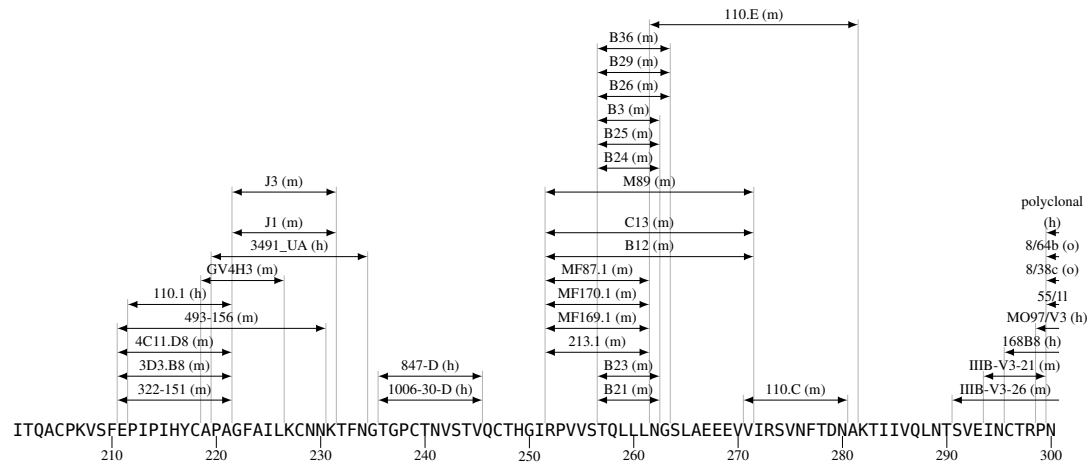 110.E (m)
B36 (m)
B29 (m)
B26 (m)
B3 (m)
B25 (m)
B24 (m)
J3 (m)
M89 (m)
polyclonal
J1 (m)
C13 (m)
(h)
3491_UA (h)
B12 (m)
8/64b (o)
GV4H3 (m)
MF87.1 (m)
8/38c (o)
110.1 (h)
MF170.1 (m)
55/11
493-156 (m)
MF169.1 (m)
MO97/V3 (h)
4C11.D8 (m)
213.1 (m)
168B8 (h)
3D3.B8 (m)
847-D (h)
B23 (m)
IIIB-V3-21 (m)
322-151 (m)
1006-30-D (h)
B21 (m)
110.C (m)
IIIB-V3-26 (m)
ITQACPKVSFEPIPIHYCAPAGFAILKCNNKTFNGTGPCTNVSTVQCTHGIRPVVSTQLLLNGSLAEEEVVIRSVNFTDNAKTIIVQLNTSVEINCTRPN
210 220 230 240 250 260 270 280 290 300